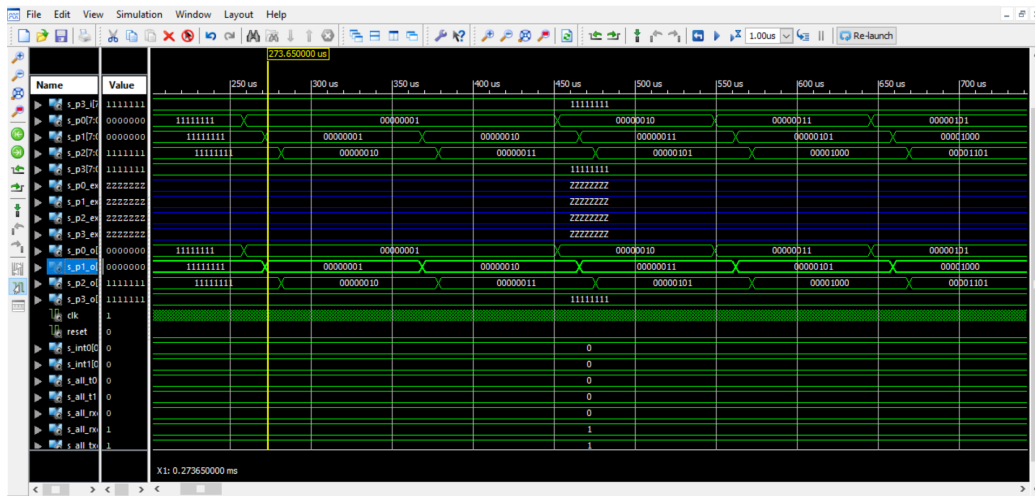 File Edit View Simulation Window Layout Help
1.00us Re-launch
273.650000 us
Name Value
250 us 300 us 350 us 400 us 450 us 500 us 550 us 600 us 650 us 700 us
s_p3_i[7 1111111 11111111
s_p0[7:0 0000000 11111111 00000001 00000010 00000011 00000101
s_p1[7:0 0000000 11111111 00000001 00000010 00000011 00000101 00001000
s_p2[7:0 1111111 11111111 00000010 00000011 00000101 00001000 00001101
s_p3[7:0 1111111 11111111
s_p0_ex ZZZZZZZ ZZZZZZZZ
s_p1_ex ZZZZZZZ ZZZZZZZZ
s_p2_ex ZZZZZZZ ZZZZZZZZ
s_p3_ex ZZZZZZZ ZZZZZZZZ
s_p0_o[ 0000000 11111111 00000001 00000010 00000011 00000101
s_p1_o[ 0000000 11111111 00000001 00000010 00000011 00000101 00001000
s_p2_o[ 1111111 11111111 00000010 00000011 00000101 00001000 00001101
s_p3_o[ 1111111 11111111
clk 1
reset 0
s_int0[0 0 0
s_int1[0 0 0
s_all_t0 0 0
s_all_t1 0 0
s_all_rx 0 0
s_all_rx 1 1
s_all_tx 1 1
X1: 0.273650000 ms